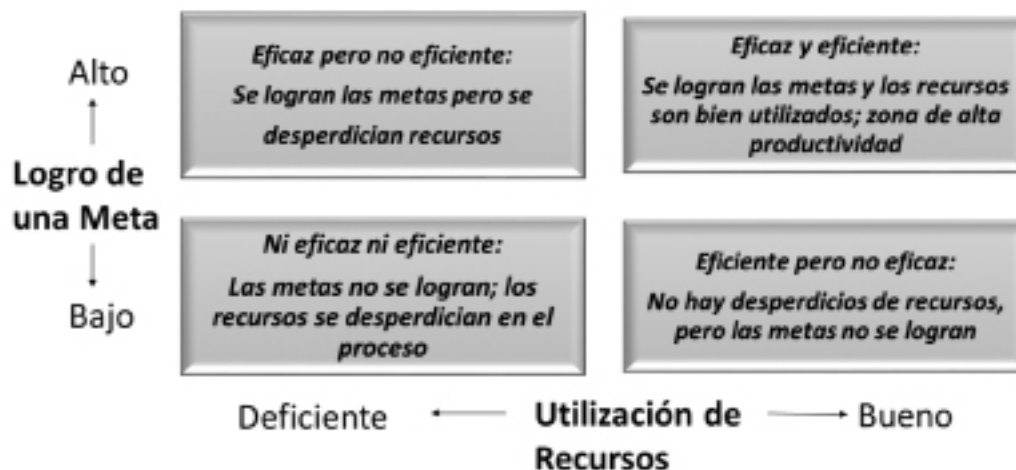 Eficaz pero no eficiente:
Se logran las metas pero se
desperdician recursos
Eficaz y eficiente:
Se logran las metas y los recursos
son bien utilizados; zona de alta
productividad
Alto
Logro de
una Meta
Bajo
Ni eficaz ni eficiente:
Las metas no se logran; los
recursos se desperdician en el
proceso
Eficiente pero no eficaz:
No hay desperdicios de recursos,
pero las metas no se logran
Deficiente
Utilización de
Recursos
Bueno